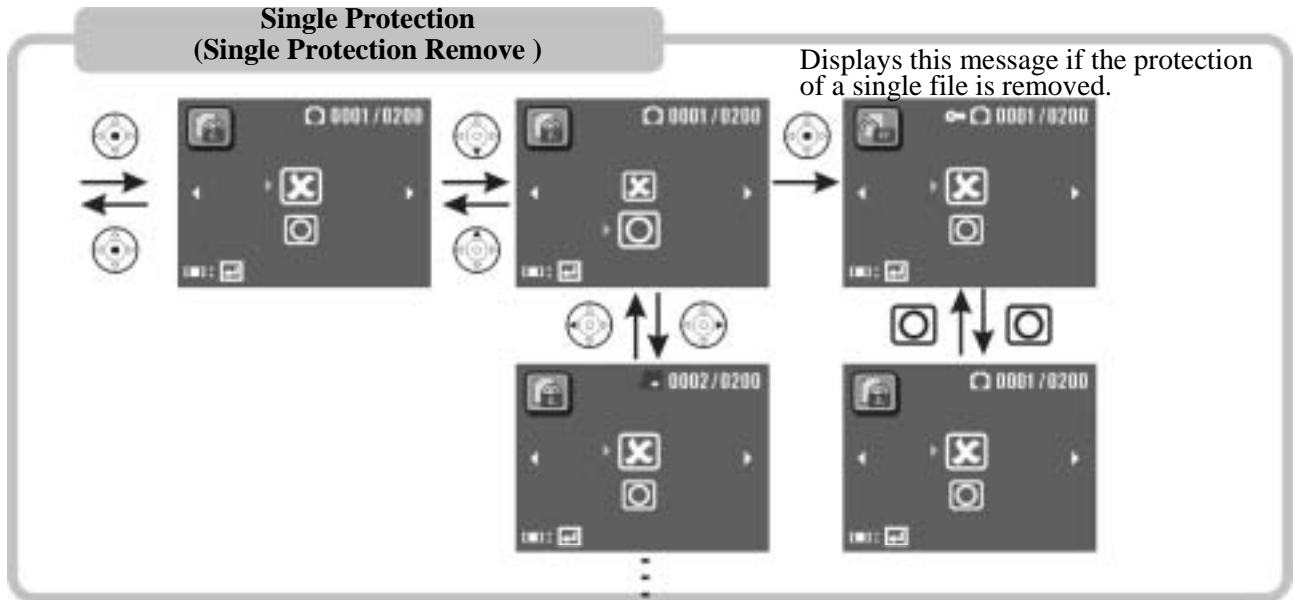 Single Protection
(Single Protection Remove )
Displays this message if the protection
of a single file is removed.
0001/0200
0001/0200
0001/0200
0002/0200
0001/0200